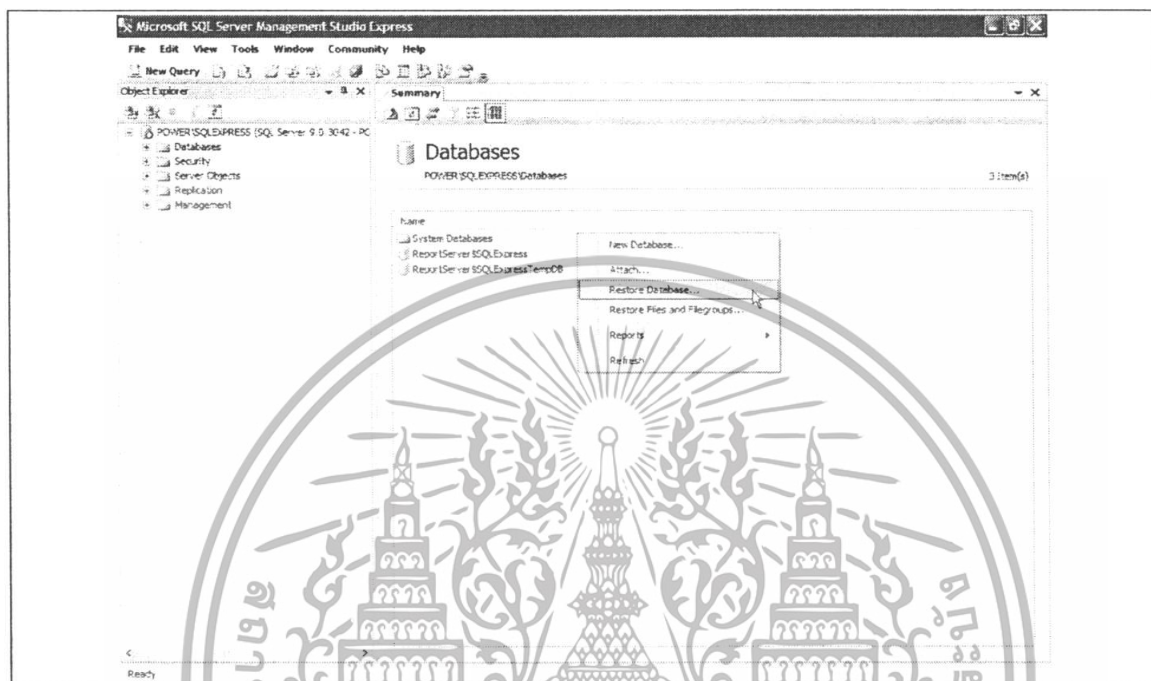 Microsoft SQL Server Management Studio Express
File Edit View Tools Window Community Help
New Query
Object Explorer
Summary
POWER\SQLEXPRESS (SQL Server 9.0.3042 - PO
Databases
Security
Server Objects
Replication
Management
Databases
POWER\SQLEXPRESS\Databases
3 Item(s)
Name
System Databases
ReportServer$SQLExpress
ReportServer$SQLExpressTempDB
New Database...
Attach...
Restore Database...
Restore Files and Filegroups...
Reports
Refresh
Ready